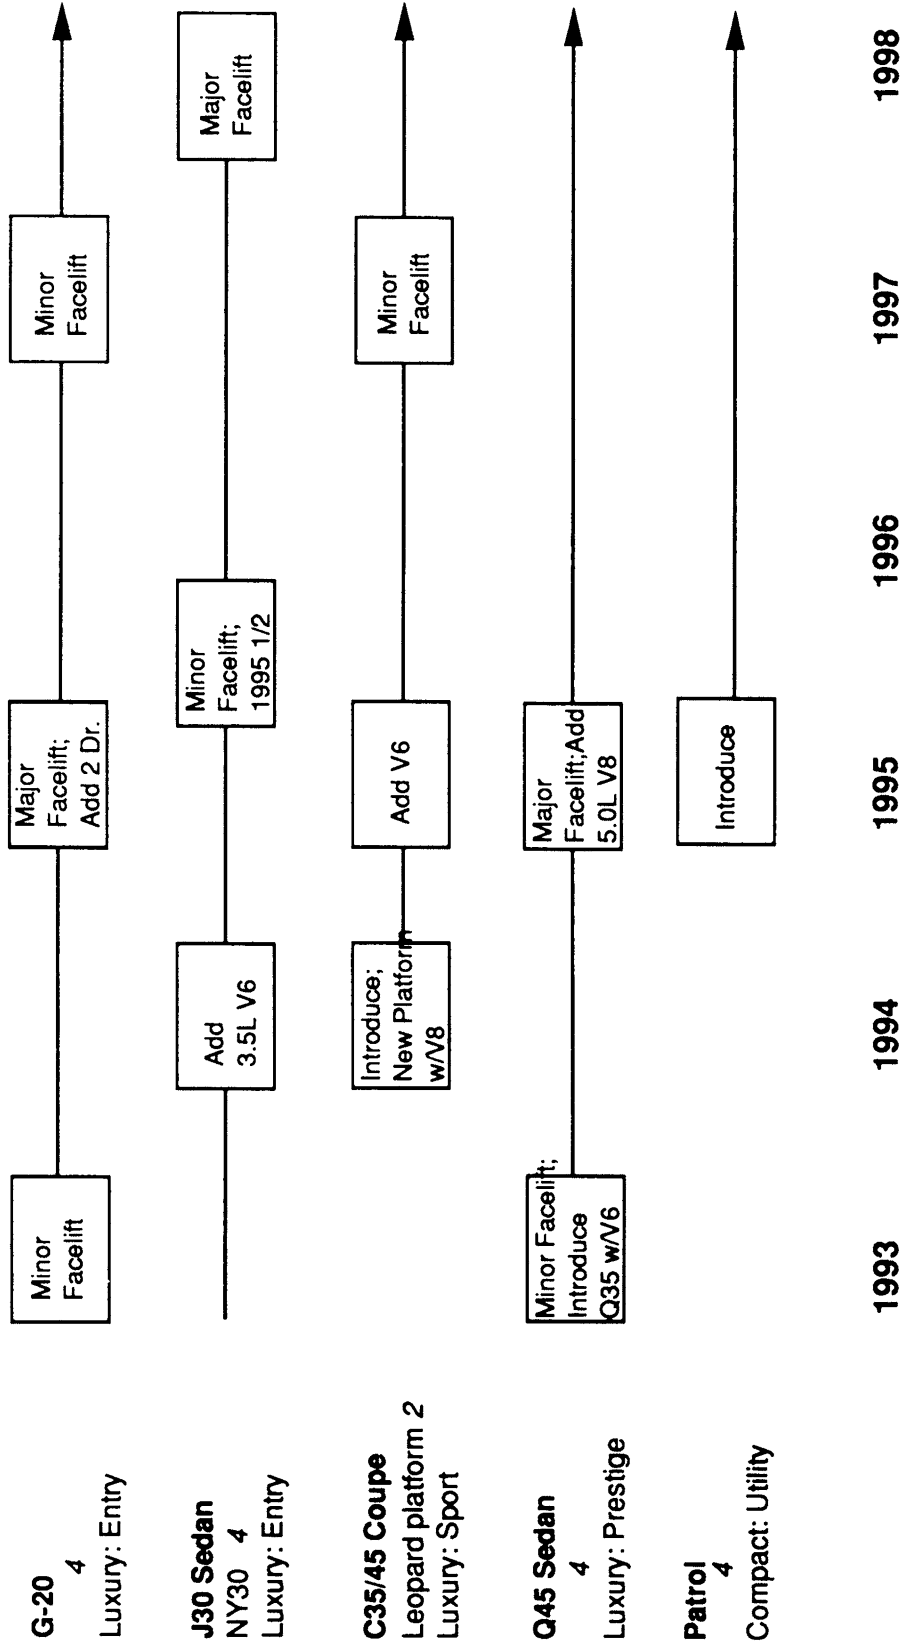 G-20
4
Luxury: Entry
Minor
Facelift
Major
Facelift;
Add 2 Dr.
Minor
Facelift
J30 Sedan
NY30 4
Luxury: Entry
Add
3.5L V6
Minor
Facelift;
1995 1/2
Major
Facelift
C35/45 Coupe
Leopard platform 2
Luxury: Sport
Introduce;
New Platform
w/V8
Add V6
Minor
Facelift
Q45 Sedan
4
Luxury: Prestige
Minor Facelift;
Introduce
Q35 w/V6
Major
Facelift;Add
5.0L V8
Patrol
4
Compact: Utility
Introduce
1993 1994 1995 1996 1997 1998